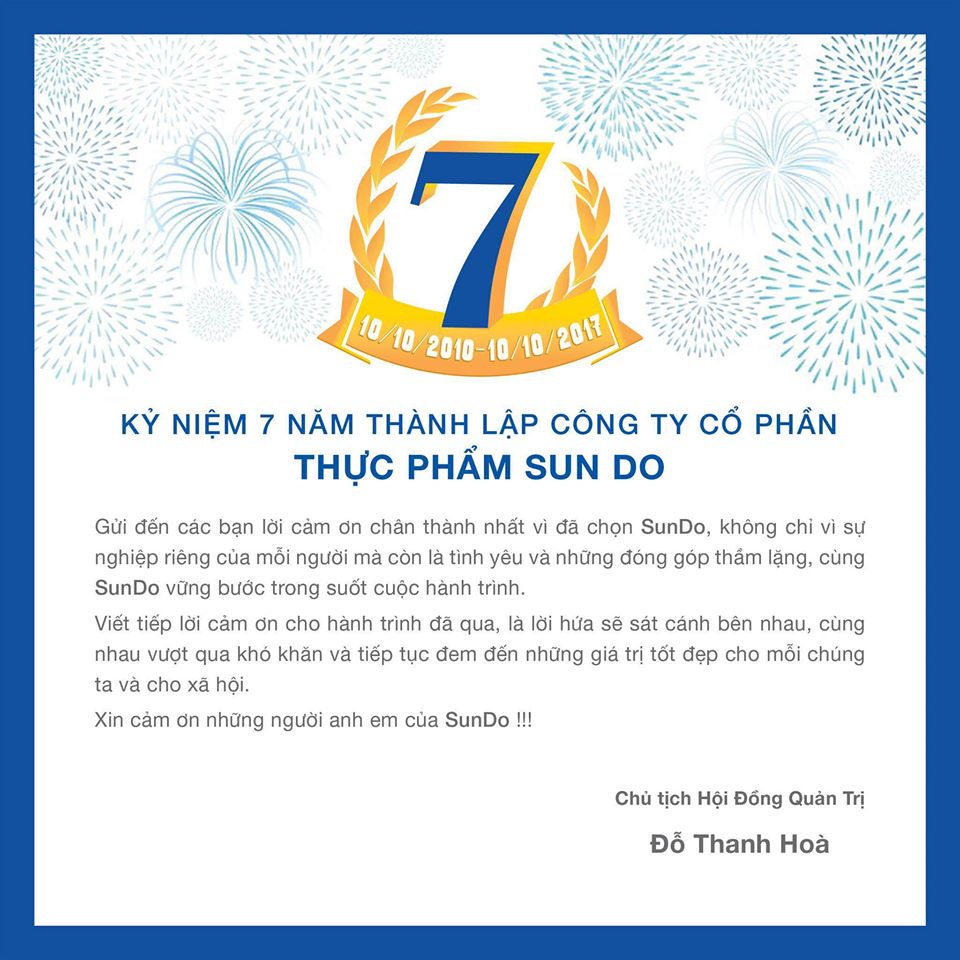 7
10/10/2010-10/10/2017
KỶ NIỆM 7 NĂM THÀNH LẬP CÔNG TY CỔ PHẦN
THỰC PHẨM SUN DO
Gửi đến các bạn lời cảm ơn chân thành nhất vì đã chọn SunDo, không chỉ vì sự
nghiệp riêng của mỗi người mà còn là tình yêu và những đóng góp thầm lặng, cùng
SunDo vững bước trong suốt cuộc hành trình.
Viết tiếp lời cảm ơn cho hành trình đã qua, là lời hứa sẽ sát cánh bên nhau, cùng
nhau vượt qua khó khăn và tiếp tục đem đến những giá trị tốt đẹp cho mỗi chúng
ta và cho xã hội.
Xin cảm ơn những người anh em của SunDo !!!
Chủ tịch Hội Đồng Quản Trị
Đỗ Thanh Hoà